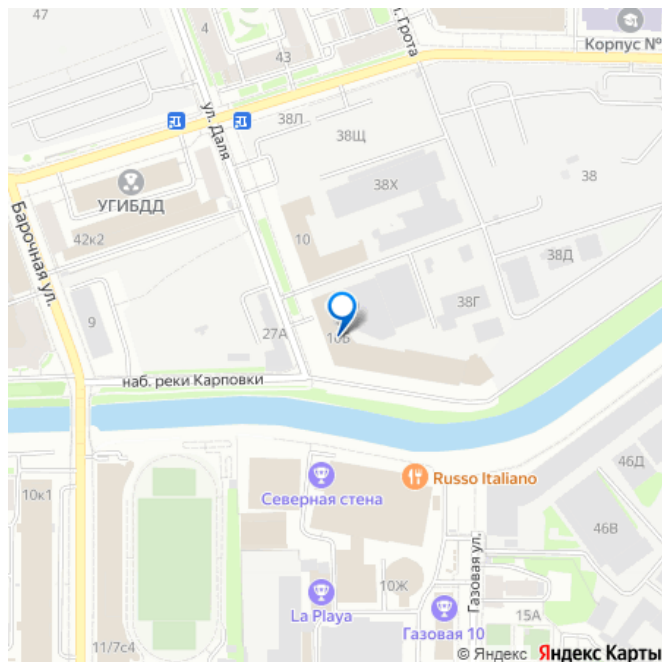 47
4
43
ул. Грота
Корпус №
ул. Даля
38Л
38Щ
38Х
38
УГИБДД
42к2
10
Барочная ул.
38Д
38Г
9
27А
10Б
наб. реки Карповки
Russo Italiano
Северная стена
46Д
10к1
46В
Газовая ул.
10Ж
La Playa
15А
Газовая 10
11/7с4
© Яндекс Яндекс Карты